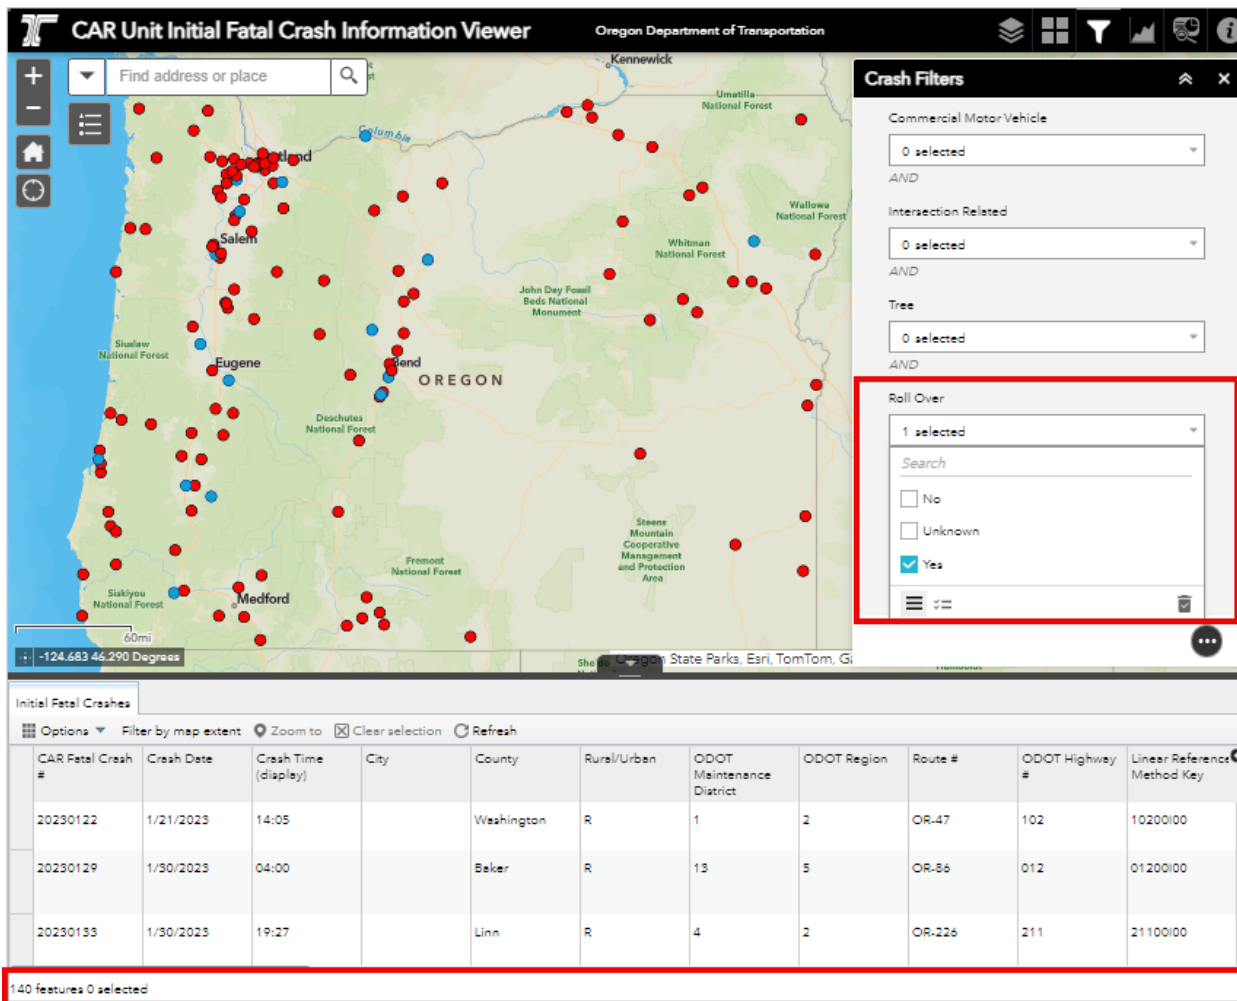 CAR Unit Initial Fatal Crash Information Viewer
Oregon Department of Transportation
Find address or place
Kennewick
Umatilla
National Forest
Columbia
Wallowa
National Forest
Salem
Whitman
National Forest
John Day Fossil
Beds National
Monument
Siuslaw
National Forest
Eugene
Bend
OREGON
Deschutes
National Forest
Steens
Mountain
Cooperative
Management
and Protection
Area
Fremont
National Forest
Siskiyou
National Forest
Medford
60mi
-124.683 46.290 Degrees
Oregon State Parks, Esri, TomTom,
Crash Filters
Commercial Motor Vehicle
0 selected
AND
Intersection Related
0 selected
AND
Tree
0 selected
AND
Roll Over
1 selected
Search
No
Unknown
Yes
Initial Fatal Crashes
Options Filter by map extent Zoom to Clear selection Refresh
CAR Fatal Crash # Crash Date Crash Time (display) City County Rural/Urban ODOT Maintenance District ODOT Region Route # ODOT Highway # Linear Reference Method Key
20230122 1/21/2023 14:05 Washington R 1 2 OR-47 102 10200I00
20230129 1/30/2023 04:00 Baker R 13 5 OR-86 012 01200I00
20230133 1/30/2023 19:27 Linn R 4 2 OR-226 211 21100I00
140 features 0 selected